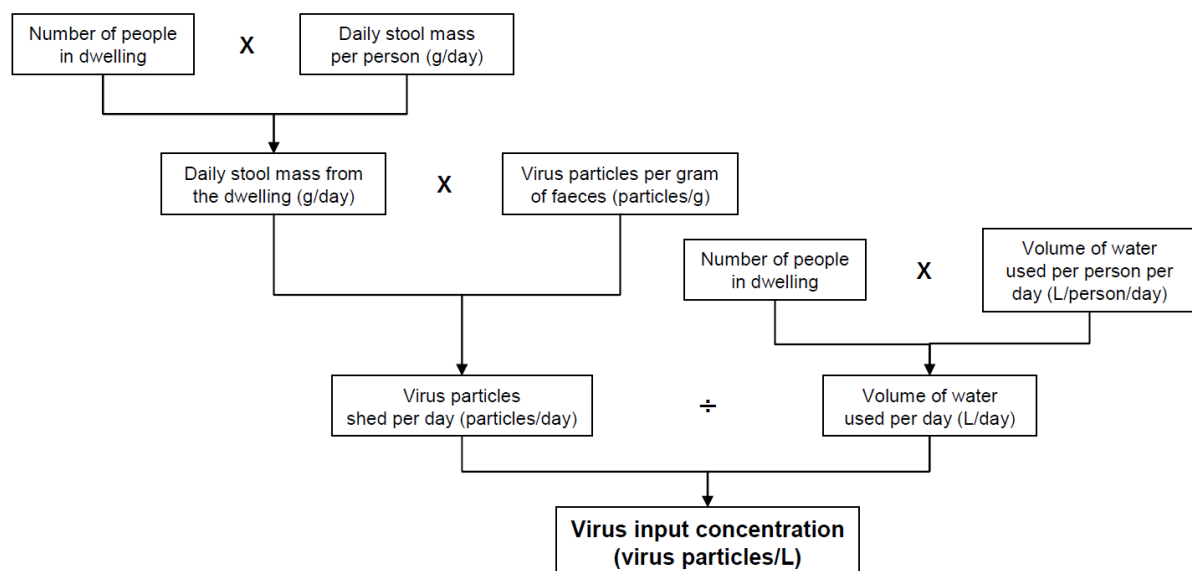 Number of people
in dwelling
X
Daily stool mass
per person (g/day)
Daily stool mass from
the dwelling (g/day)
X
Virus particles per gram
of faeces (particles/g)
Number of people
in dwelling
X
Volume of water
used per person per
day (L/person/day)
Virus particles
shed per day (particles/day)
÷
Volume of water
used per day (L/day)
Virus input concentration
(virus particles/L)